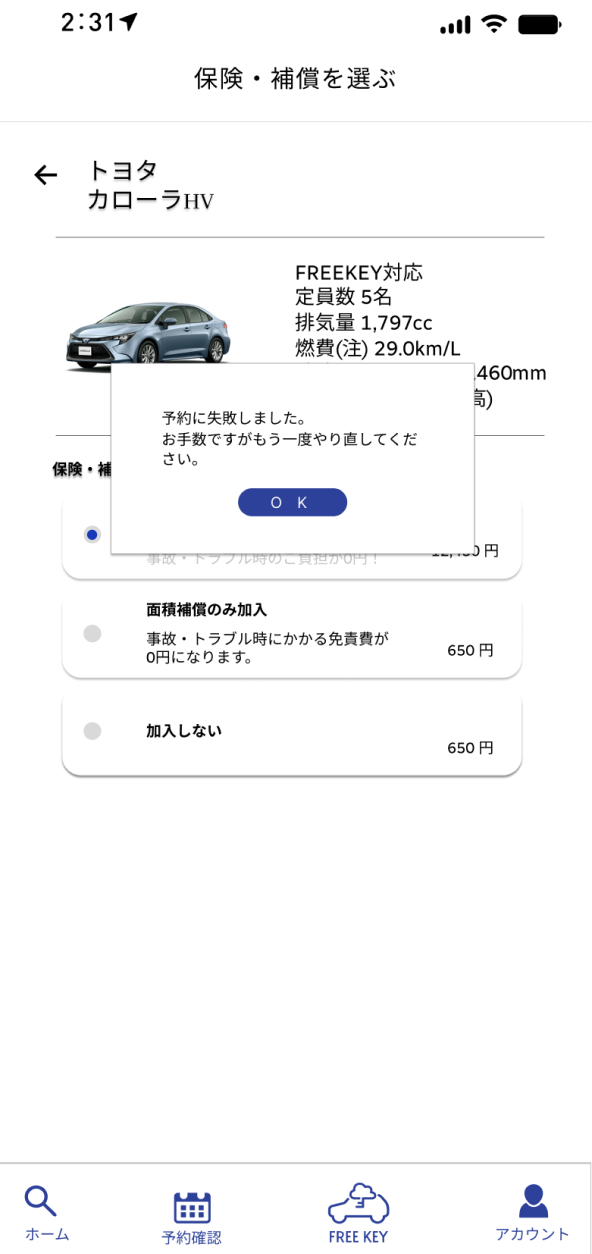 2:31
保険・補償を選ぶ
トヨタ
カローラHV
FREEKEY対応
定員数 5名
排気量 1,797cc
燃費(注) 29.0km/L
,460mm
高)
予約に失敗しました。
お手数ですがもう一度やり直してくだ
さい。
OK
保険・補
事故・トラブル時のご負担が0円！
円
面積補償のみ加入
事故・トラブル時にかかる免責費が
0円になります。
650 円
加入しない
650 円
ホーム
予約確認
FREE KEY
アカウント